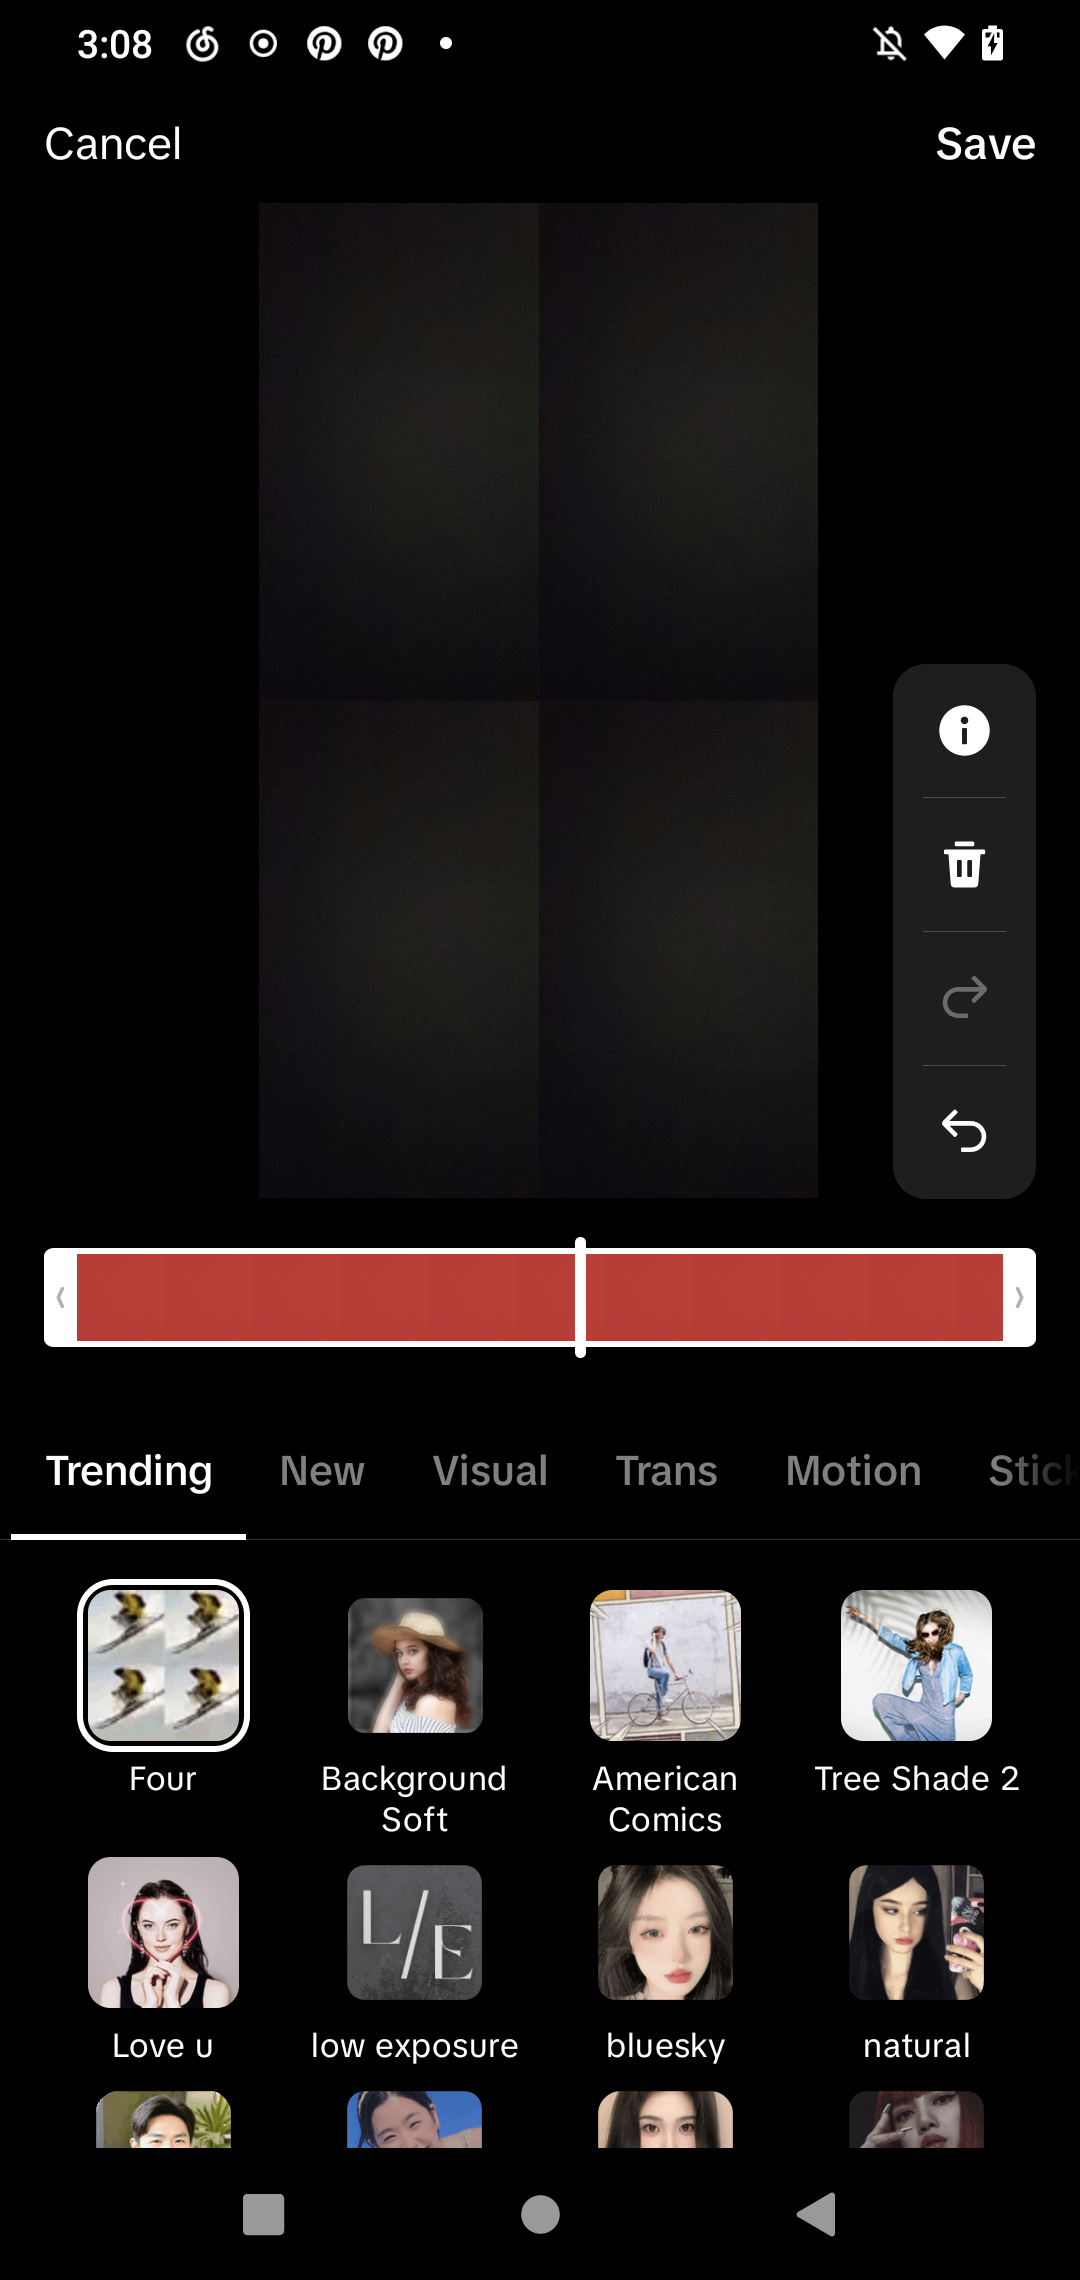 3:08
Cancel
Save
Trending New Visual Trans Motion Stick
Four
Background
Soft
American
Comics
Tree Shade 2
L/E
Love u
low exposure
bluesky
natural